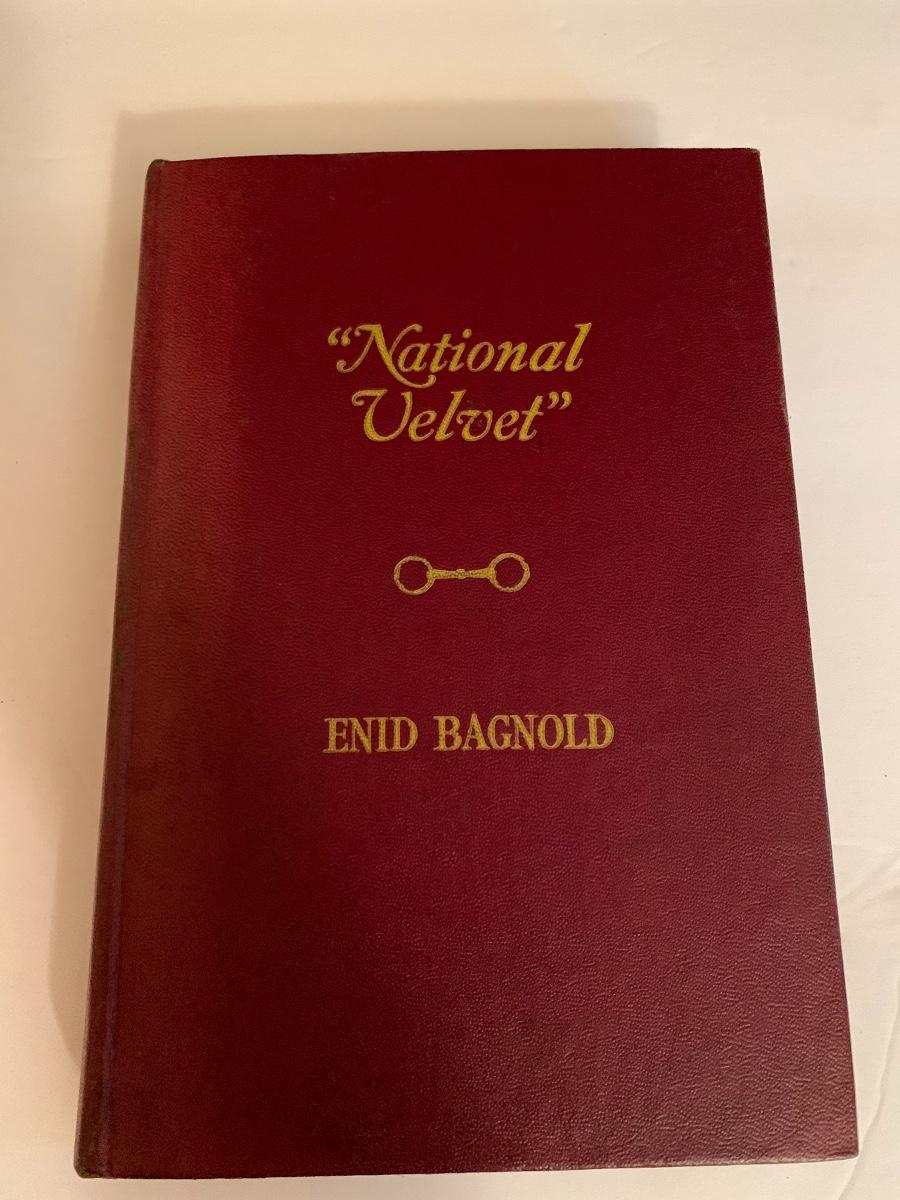 “National
Velvet”
ENID BAGNOLD